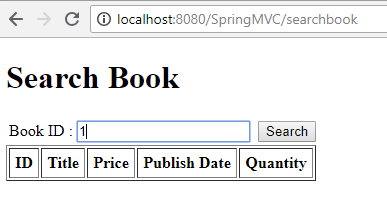 localhost:8080/SpringMVC/searchbook
Search Book
Book ID : 1 Search
ID Title Price Publish Date Quantity